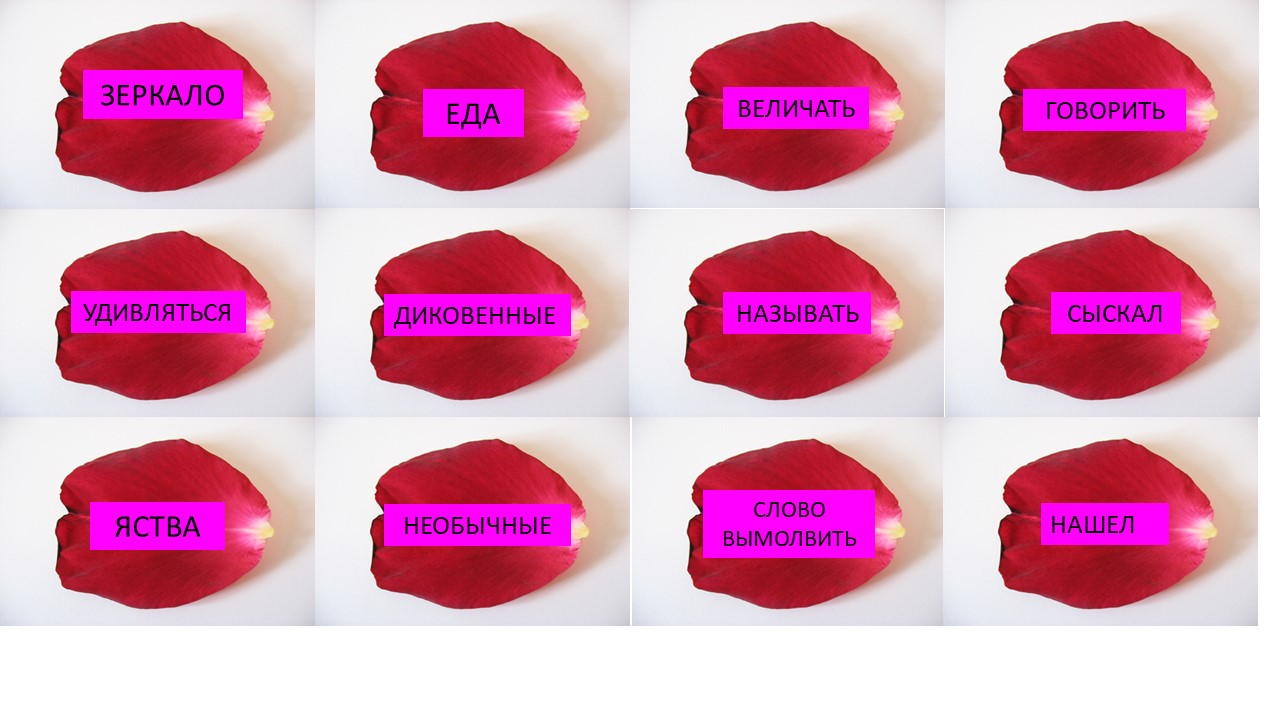 ЗЕРКАЛО
ЕДА
ВЕЛИЧАТЬ
ГОВОРИТЬ
УДИВЛЯТЬСЯ
ДИКОВЕННЫЕ
НАЗЫВАТЬ
СЫСКАЛ
ЯСТВА
НЕОБЫЧНЫЕ
СЛОВО
ВЫМОЛВИТЬ
НАШЕЛ